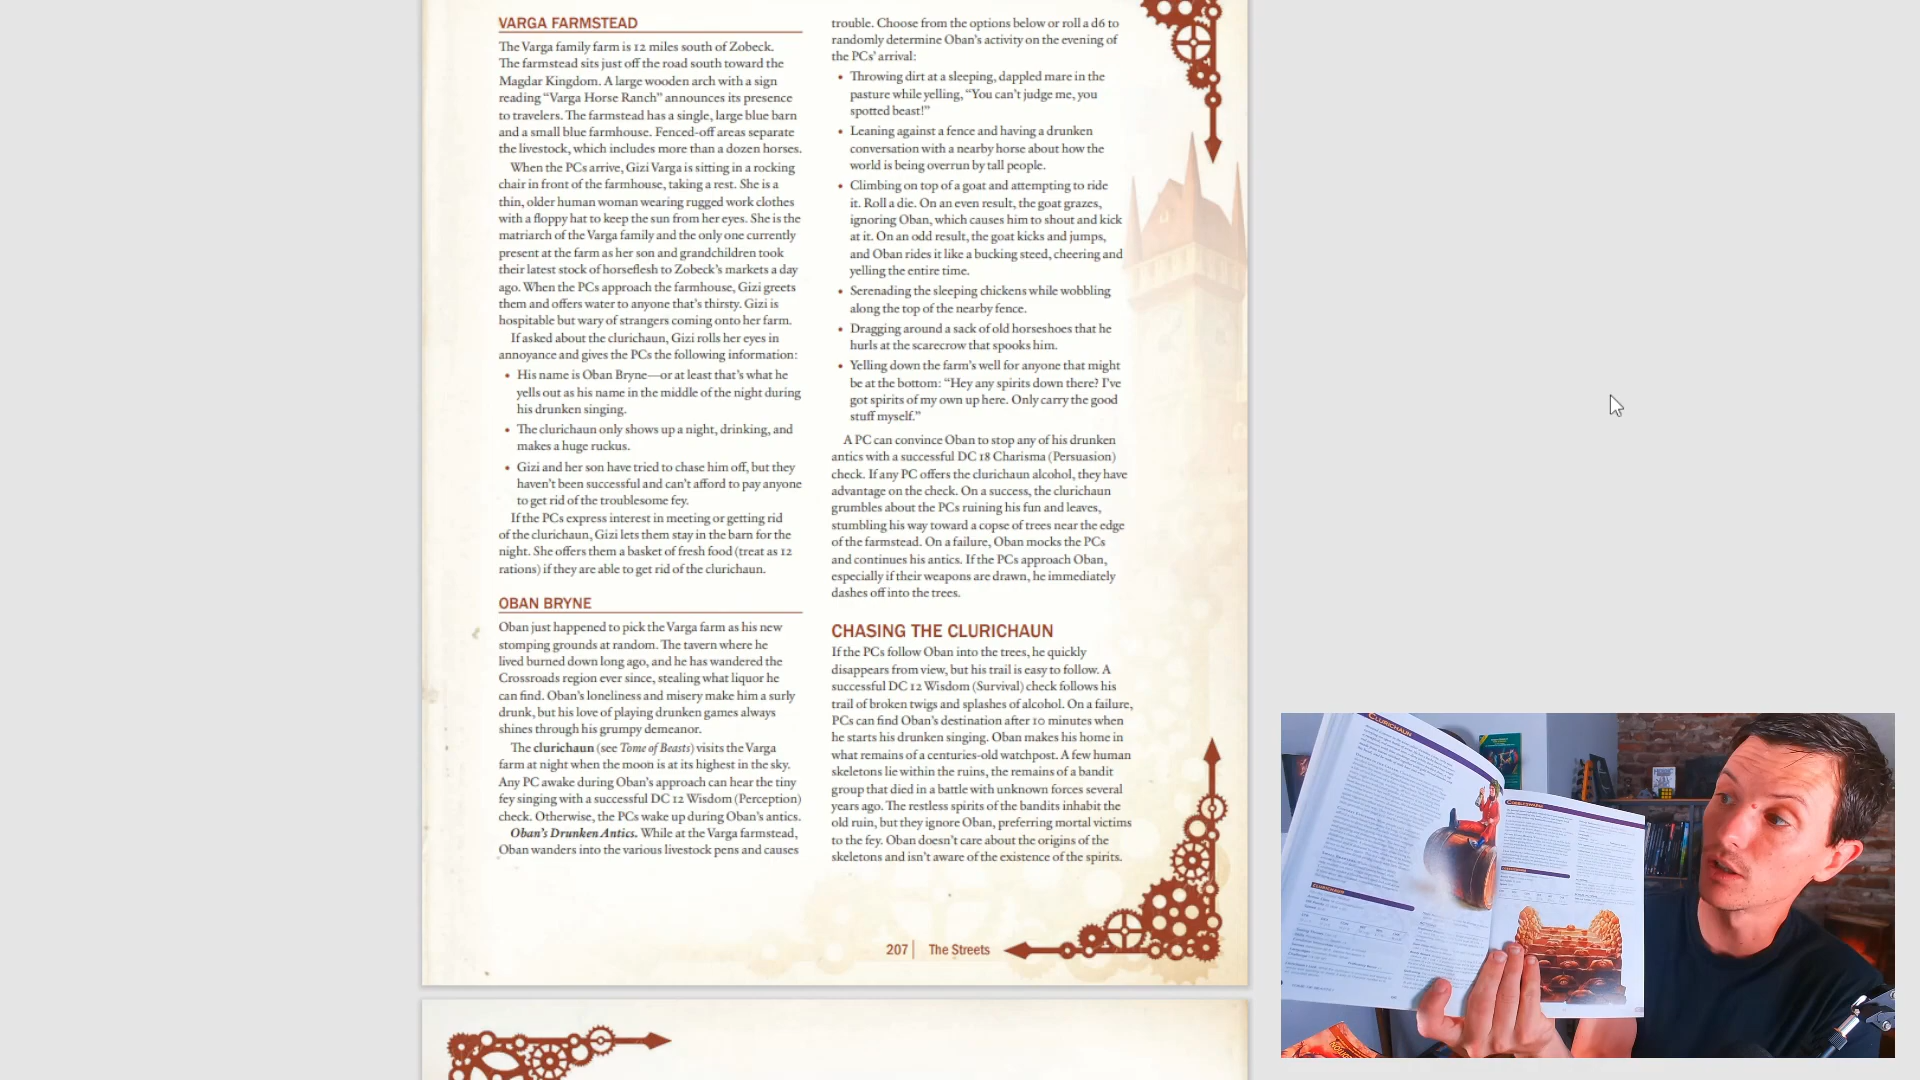 VARGA FARMSTEAD
The Varga family farm is 12 miles south of Zobeck.
The farmstead sits just off the road south toward the
Magdar Kingdom. A large wooden arch with a sign
reading “Varga Horse Ranch” announces its presence
to travelers. The farmstead has a single, large blue barn
and a small blue farmhouse. Fenced-off areas separate
the livestock, which includes more than a dozen horses.
When the PCs arrive, Gizi Varga is sitting in a rocking
chair in front of the farmhouse, taking a rest. She is a
thin, older human woman wearing rugged work clothes
with a floppy hat to keep the sun from her eyes. She is the
matriarch of the Varga family and the only one currently
present at the farm as her son and grandchildren took
their latest stock of horseflesh to Zobeck’s markets a day
ago. When the PCs approach the farmhouse, Gizi greets
them and offers water to anyone that’s thirsty. Gizi is
hospitable but wary of strangers coming onto her farm.
If asked about the clurichaun, Gizi rolls her eyes in
annoyance and gives the PCs the following information:
• His name is Oban Bryne—or at least that’s what he
yells out as his name in the middle of the night during
his drunken singing.
• The clurichaun only shows up a night, drinking, and
makes a huge ruckus.
• Gizi and her son have tried to chase him off, but they
haven’t been successful and can’t afford to pay anyone
to get rid of the troublesome fey.
If the PCs express interest in meeting or getting rid
of the clurichaun, Gizi lets them stay in the barn for the
night. She offers them a basket of fresh food (treat as 12
rations) if they are able to get rid of the clurichaun.
OBAN BRYNE
Oban just happened to pick the Varga farm as his new
stomping grounds at random. The tavern where he
lived burned down long ago, and he has wandered the
Crossroads region ever since, stealing what liquor he
can find. Oban’s loneliness and misery make him a surly
drunk, but his love of playing drunken games always
shines through his grumpy demeanor.
The clurichaun (see Tome of Beasts) visits the Varga
farm at night when the moon is at its highest in the sky.
Any PC awake during Oban’s approach can hear the tiny
fey singing with a successful DC 12 Wisdom (Perception)
check. Otherwise, the PCs wake up during Oban’s antics.
Oban’s Drunken Antics. While at the Varga farmstead,
Oban wanders into the various livestock pens and causes
trouble. Choose from the options below or roll a d6 to
randomly determine Oban’s activity on the evening of
the PCs’ arrival:
• Throwing dirt at a sleeping, dappled mare in the
pasture while yelling, “You can’t judge me, you
spotted beast!”
• Leaning against a fence and having a drunken
conversation with a nearby horse about how the
world is being overrun by tall people.
• Climbing on top of a goat and attempting to ride
it. Roll a die. On an even result, the goat grazes,
ignoring Oban, which causes him to shout and kick
at it. On an odd result, the goat kicks and jumps,
and Oban rides it like a bucking steed, cheering and
yelling the entire time.
• Serenading the sleeping chickens while wobbling
along the top of the nearby fence.
• Dragging around a sack of old horseshoes that he
hurls at the scarecrow that spooks him.
• Yelling down the farm’s well for anyone that might
be at the bottom: “Hey any spirits down there? I’ve
got spirits of my own up here. Only carry the good
stuff myself.”
A PC can convince Oban to stop any of his drunken
antics with a successful DC 18 Charisma (Persuasion)
check. If any PC offers the clurichaun alcohol, they have
advantage on the check. On a success, the clurichaun
grumbles about the PCs ruining his fun and leaves,
stumbling his way toward a copse of trees near the edge
of the farmstead. On a failure, Oban mocks the PCs
and continues his antics. If the PCs approach Oban,
especially if their weapons are drawn, he immediately
dashes off into the trees.
CHASING THE CLURICHAUN
If the PCs follow Oban into the trees, he quickly
disappears from view, but his trail is easy to follow. A
successful DC 12 Wisdom (Survival) check follows his
trail of broken twigs and splashes of alcohol. On a failure,
PCs can find Oban’s destination after 10 minutes when
he starts his drunken singing. Oban makes his home in
what remains of a centuries-old watchpost. A few human
skeletons lie within the ruins, the remains of a bandit
group that died in a battle with unknown forces several
years ago. The restless spirits of the bandits inhabit the
old ruin, but they ignore Oban, preferring mortal victims
to the fey. Oban doesn’t care about the origins of the
skeletons and isn’t aware of the existence of the spirits.
207 | The Streets
CLURICHAUN
CLURICHAUN